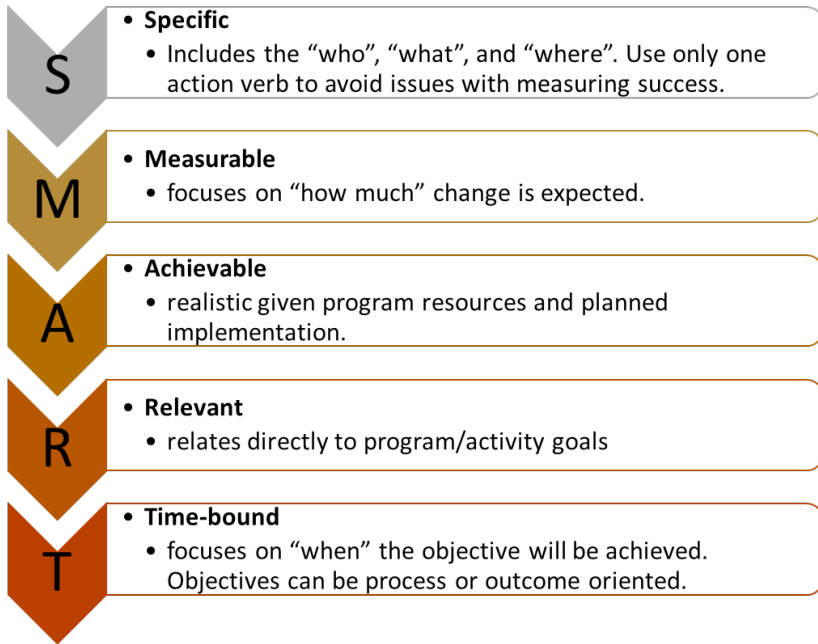 S
• Specific
• Includes the “who”, “what”, and “where”. Use only one
action verb to avoid issues with measuring success.
M
• Measurable
• focuses on “how much” change is expected.
A
• Achievable
• realistic given program resources and planned
implementation.
R
• Relevant
• relates directly to program/activity goals
T
• Time-bound
• focuses on “when” the objective will be achieved.
Objectives can be process or outcome oriented.